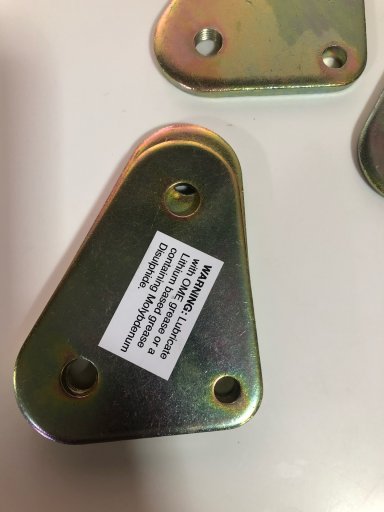 WARNING: Lubricate
with OME grease or a
Lithium based grease
containing Molybdenum
Disulphide.